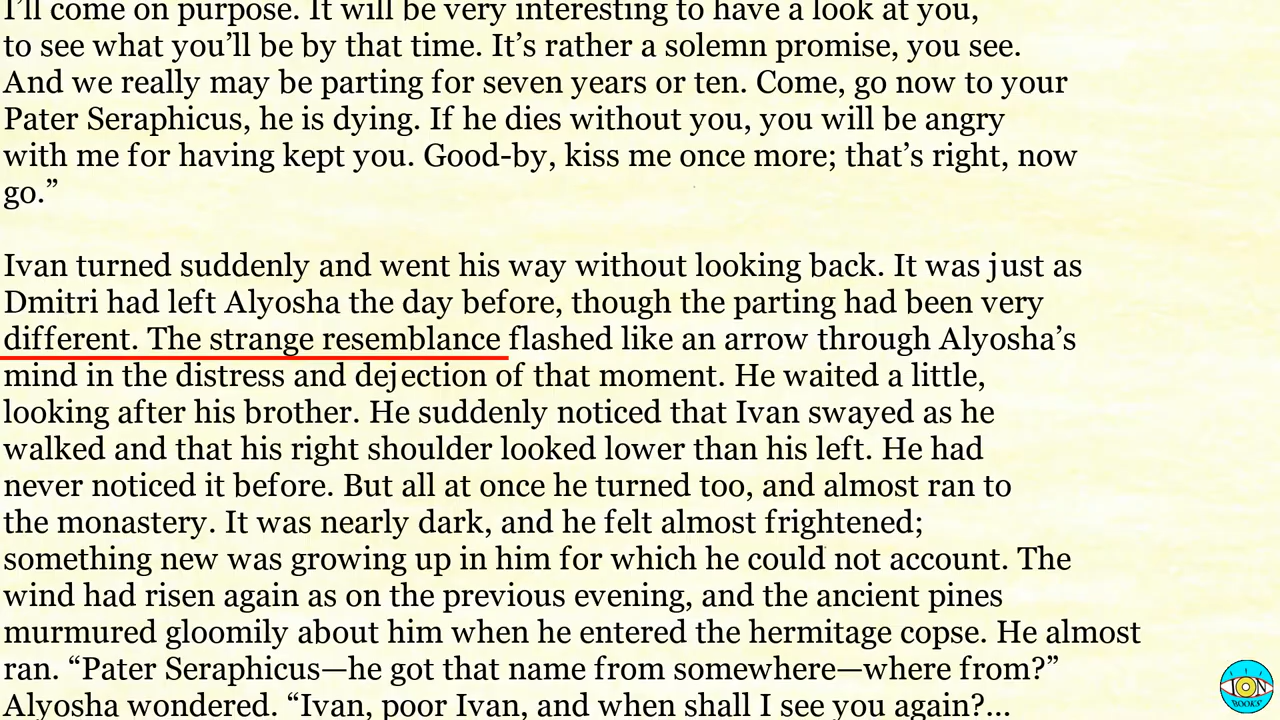 I'll come on purpose. It will be very interesting to have a look at you,
to see what you'll be by that time. It's rather a solemn promise, you see.
And we really may be parting for seven years or ten. Come, go now to your
Pater Seraphicus, he is dying. If he dies without you, you will be angry
with me for having kept you. Good-by, kiss me once more; that's right, now
go.”
Ivan turned suddenly and went his way without looking back. It was just as
Dmitri had left Alyosha the day before, though the parting had been very
different. The strange resemblance flashed like an arrow through Alyosha's
mind in the distress and dejection of that moment. He waited a little,
looking after his brother. He suddenly noticed that Ivan swayed as he
walked and that his right shoulder looked lower than his left. He had
never noticed it before. But all at once he turned too, and almost ran to
the monastery. It was nearly dark, and he felt almost frightened;
something new was growing up in him for which he could not account. The
wind had risen again as on the previous evening, and the ancient pines
murmured gloomily about him when he entered the hermitage copse. He almost
ran. “Pater Seraphicus—he got that name from somewhere—where from?”
Alyosha wondered. “Ivan, poor Ivan, and when shall I see you again?...
ION
BOOKS